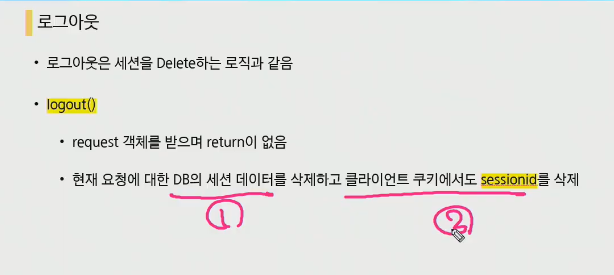 로그아웃
• 로그아웃은 세션을 Delete하는 로직과 같음
• logout()
• request 객체를 받으며 return이 없음
• 현재 요청에 대한 DB의 세션 데이터를 삭제하고 클라이언트 쿠키에서도 sessionid를 삭제
① ②